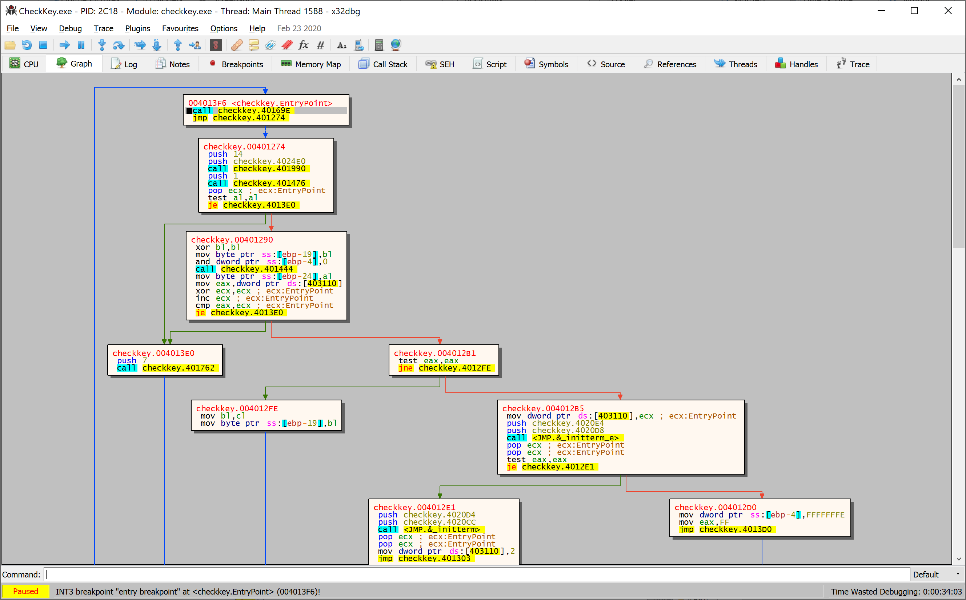 CheckKey.exe - PID: 2C18 - Module: checkkey.exe - Thread: Main Thread 15B8 - x32dbg
File View Debug Trace Plugins Favourites Options Help Feb 23 2020
CPU Graph Log Notes Breakpoints Memory Map Call Stack SEH Script Symbols Source References Threads Handles Trace
004013F6 <checkkey.EntryPoint>
call checkkey.40169E
jmp checkkey.401274
checkkey.00401274
push 14
push checkkey.4024E0
call checkkey.401990
push 1
call checkkey.401476
pop ecx ; ecx:EntryPoint
test al,al
je checkkey.4013E0
checkkey.00401290
xor bl,bl
mov byte ptr ss:[ebp-19],bl
and dword ptr ss:[ebp-4],0
call checkkey.401444
mov byte ptr ss:[ebp-24],al
mov eax,dword ptr ds:[403110]
xor ecx,ecx ; ecx:EntryPoint
inc ecx ; ecx:EntryPoint
cmp eax,ecx ; ecx:EntryPoint
je checkkey.4013E0
checkkey.004013E0
push 7
call checkkey.401762
checkkey.004012B1
test eax,eax
jne checkkey.4012FE
checkkey.004012FE
mov bl,cl
mov byte ptr ss:[ebp-19],bl
checkkey.004012B5
mov dword ptr ds:[403110],ecx ; ecx:EntryPoint
push checkkey.4020E4
push checkkey.4020D8
call <JMP.&_initterm_e>
pop ecx ; ecx:EntryPoint
pop ecx ; ecx:EntryPoint
test eax,eax
je checkkey.4012E1
checkkey.004012E1
push checkkey.4020D4
push checkkey.4020CC
call <JMP.&_initterm>
pop ecx ; ecx:EntryPoint
pop ecx ; ecx:EntryPoint
mov dword ptr ds:[403110],2
jmp checkkey.401303
checkkey.004012D0
mov dword ptr ss:[ebp-4],FFFFFFFE
mov eax,FF
jmp checkkey.4013D0
Command: Default
Paused INT3 breakpoint "entry breakpoint" at <checkkey.EntryPoint> (004013F6)! Time Wasted Debugging: 0:00:34:03